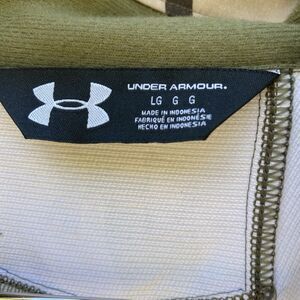 UNDER ARMOUR.
LG G G
MADE IN INDONESIA
FABRIQUÉ EN INDONÉSIE
HECHO EN INDONESIA